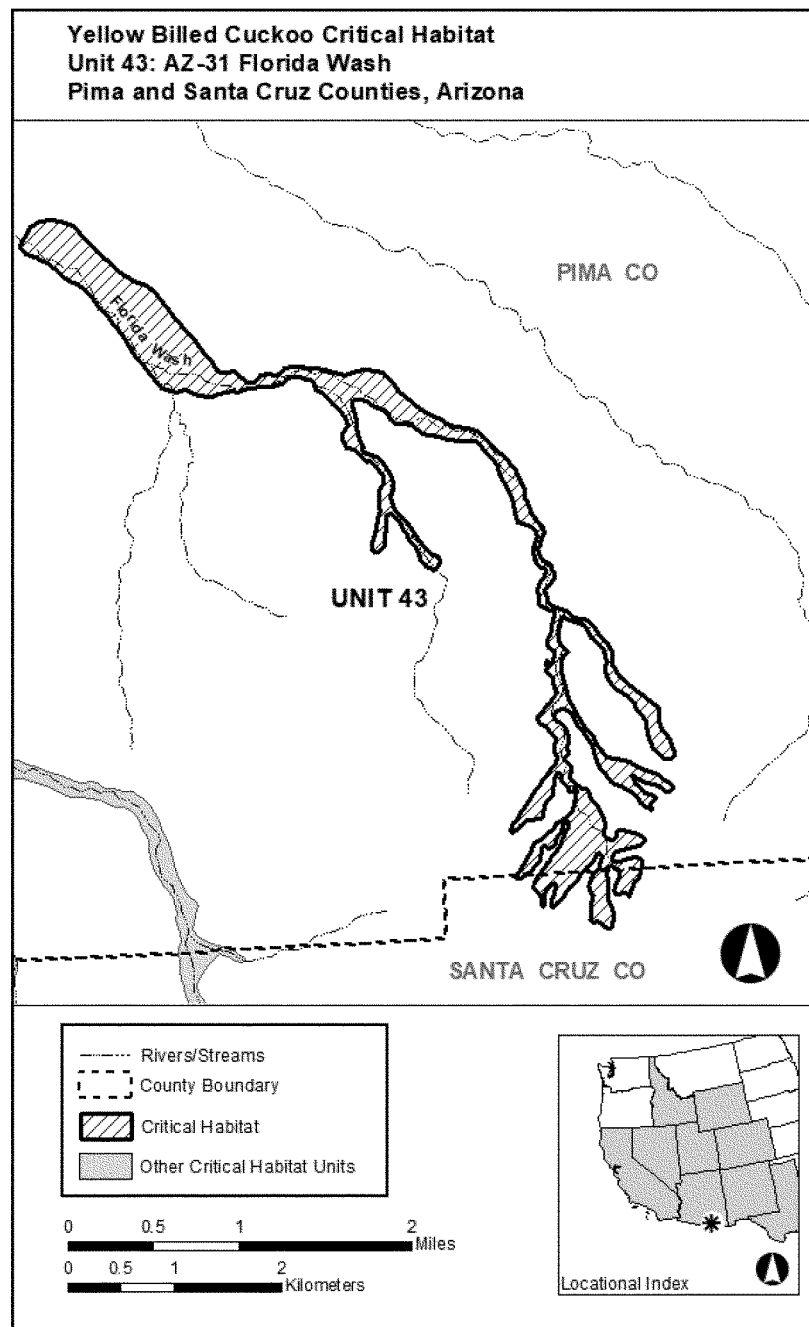 Yellow Billed Cuckoo Critical Habitat
Unit 43: AZ-31 Florida Wash
Pima and Santa Cruz Counties, Arizona
PIMA CO
Florida Wash
UNIT 43
SANTA CRUZ CO
Rivers/Streams
County Boundary
Critical Habitat
Other Critical Habitat Units
0 0.5 1 2
Miles
0 0.5 1 2
Kilometers
Locational Index